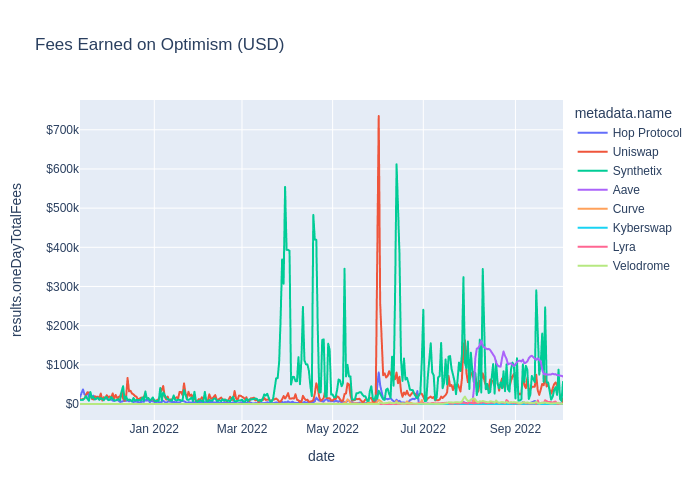 Fees Earned on Optimism (USD)
metadata.name
Hop Protocol
Uniswap
Synthetix
Aave
Curve
Kyberswap
Lyra
Velodrome
results.oneDayTotalFees
$700k
$600k
$500k
$400k
$300k
$200k
$100k
$0
Jan 2022
Mar 2022
May 2022
Jul 2022
Sep 2022
date